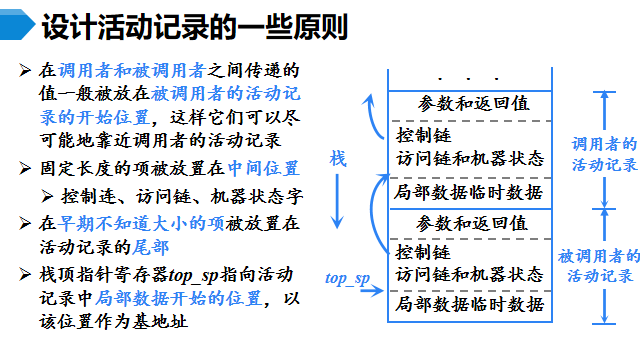 设计活动记录的一些原则
在调用者和被调用者之间传递的
值一般被放在被调用者的活动记
录的开始位置，这样它们可以尽
可能地靠近调用者的活动记录
固定长度的项被放置在中间位置
控制连、访问链、机器状态字
在早期不知道大小的项被放置在
活动记录的尾部
栈顶指针寄存器top_sp指向活动
记录中局部数据开始的位置，以
该位置作为基地址
. . .
参数和返回值
控制链
访问链和机器状态
局部数据临时数据
参数和返回值
控制链
访问链和机器状态
局部数据临时数据
栈
top_sp
调用者的
活动记录
被调用者的
活动记录